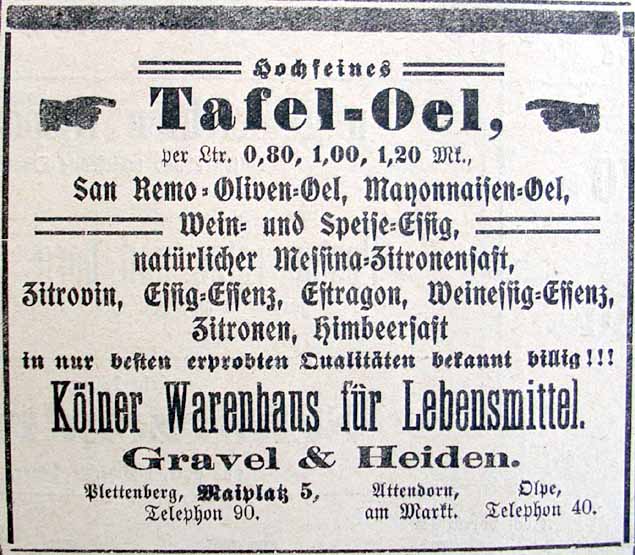 Hochfeines
Tafel-Oel,
per Ltr. 0,80, 1,00, 1,20 Mk.,
San Remo-Oliven-Oel, Mayonnaisen-Oel,
Wein- und Speise-Essig,
natürlicher Messina-Zitronensaft,
Zitrovin, Essig-Essenz, Estragon, Weinessig-Essenz,
Zitronen, Himbeersaft
in nur besten erprobten Qualitäten bekannt billig!!!
Kölner Warenhaus für Lebensmittel.
Gravel & Heiden.
Plettenberg, Maiplatz 5, Attendorn, Olpe,
Telephon 90. am Markt. Telephon 40.